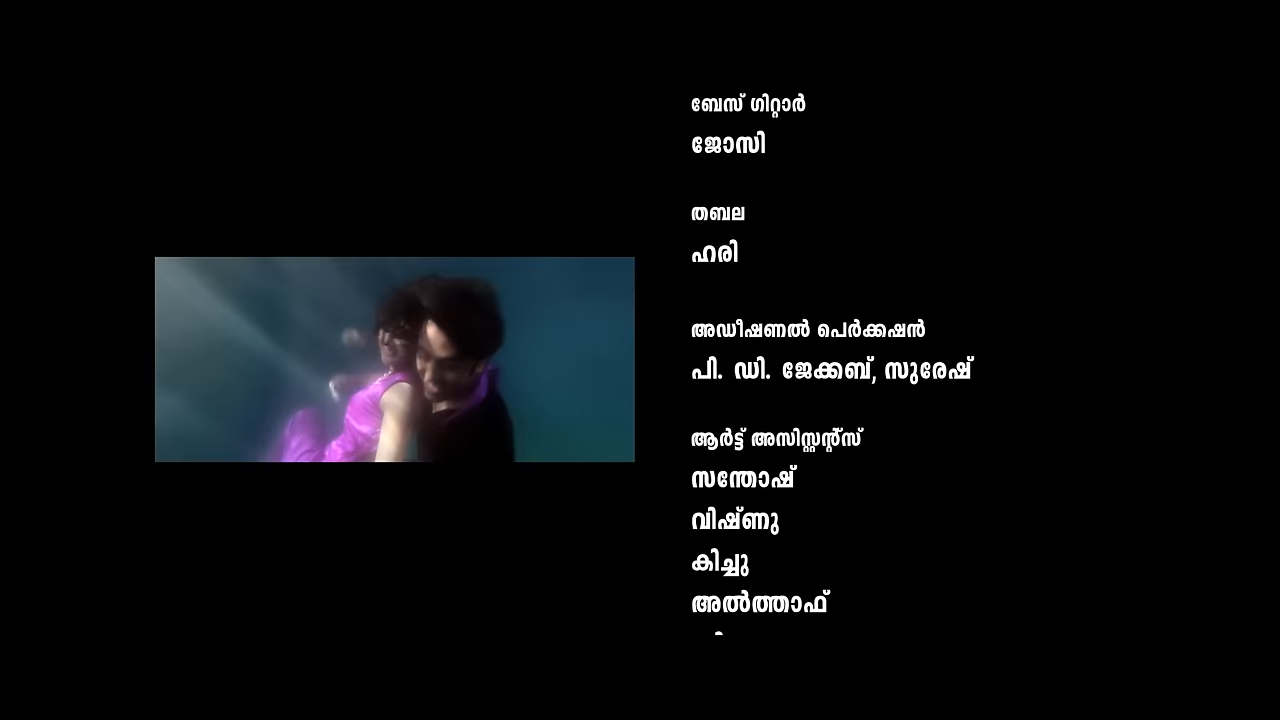 ബേസ് ഗിറ്റാർ
ജോസി
തബല
ഹരി
അഡീഷണൽ പെർക്കഷൻ
പി. ഡി. ജേക്കബ്, സുരേഷ്
ആർട്ട് അസിസ്റ്റന്റ്സ്
സന്തോഷ്
വിഷ്ണു
കിച്ചു
അൽത്താഫ്